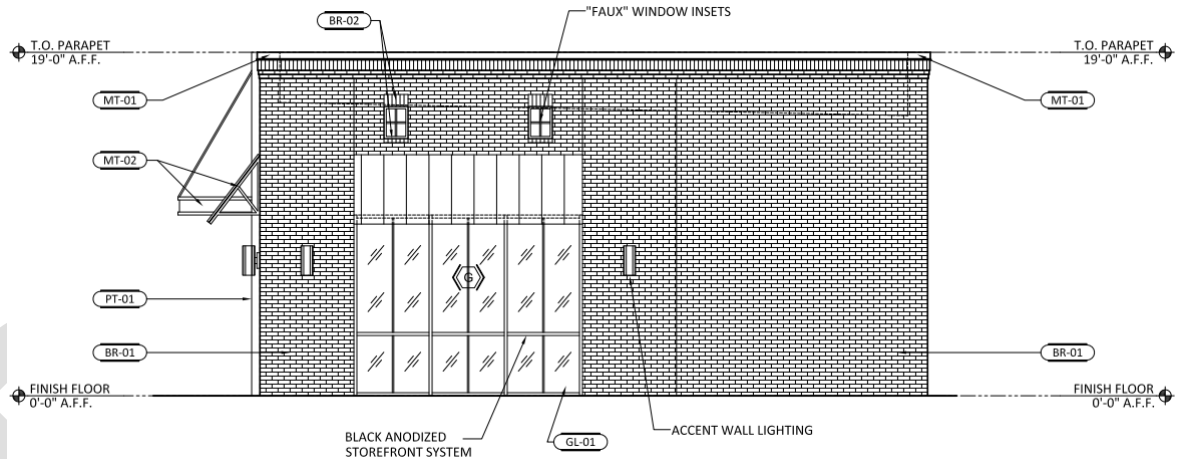 BR-02
"FAUX" WINDOW INSETS
T.O. PARAPET
19'-0" A.F.F.
T.O. PARAPET
19'-0" A.F.F.
MT-01
MT-01
MT-02
G
PT-01
BR-01
BR-01
FINISH FLOOR
0'-0" A.F.F.
FINISH FLOOR
0'-0" A.F.F.
BLACK ANODIZED
STOREFRONT SYSTEM
GL-01
ACCENT WALL LIGHTING